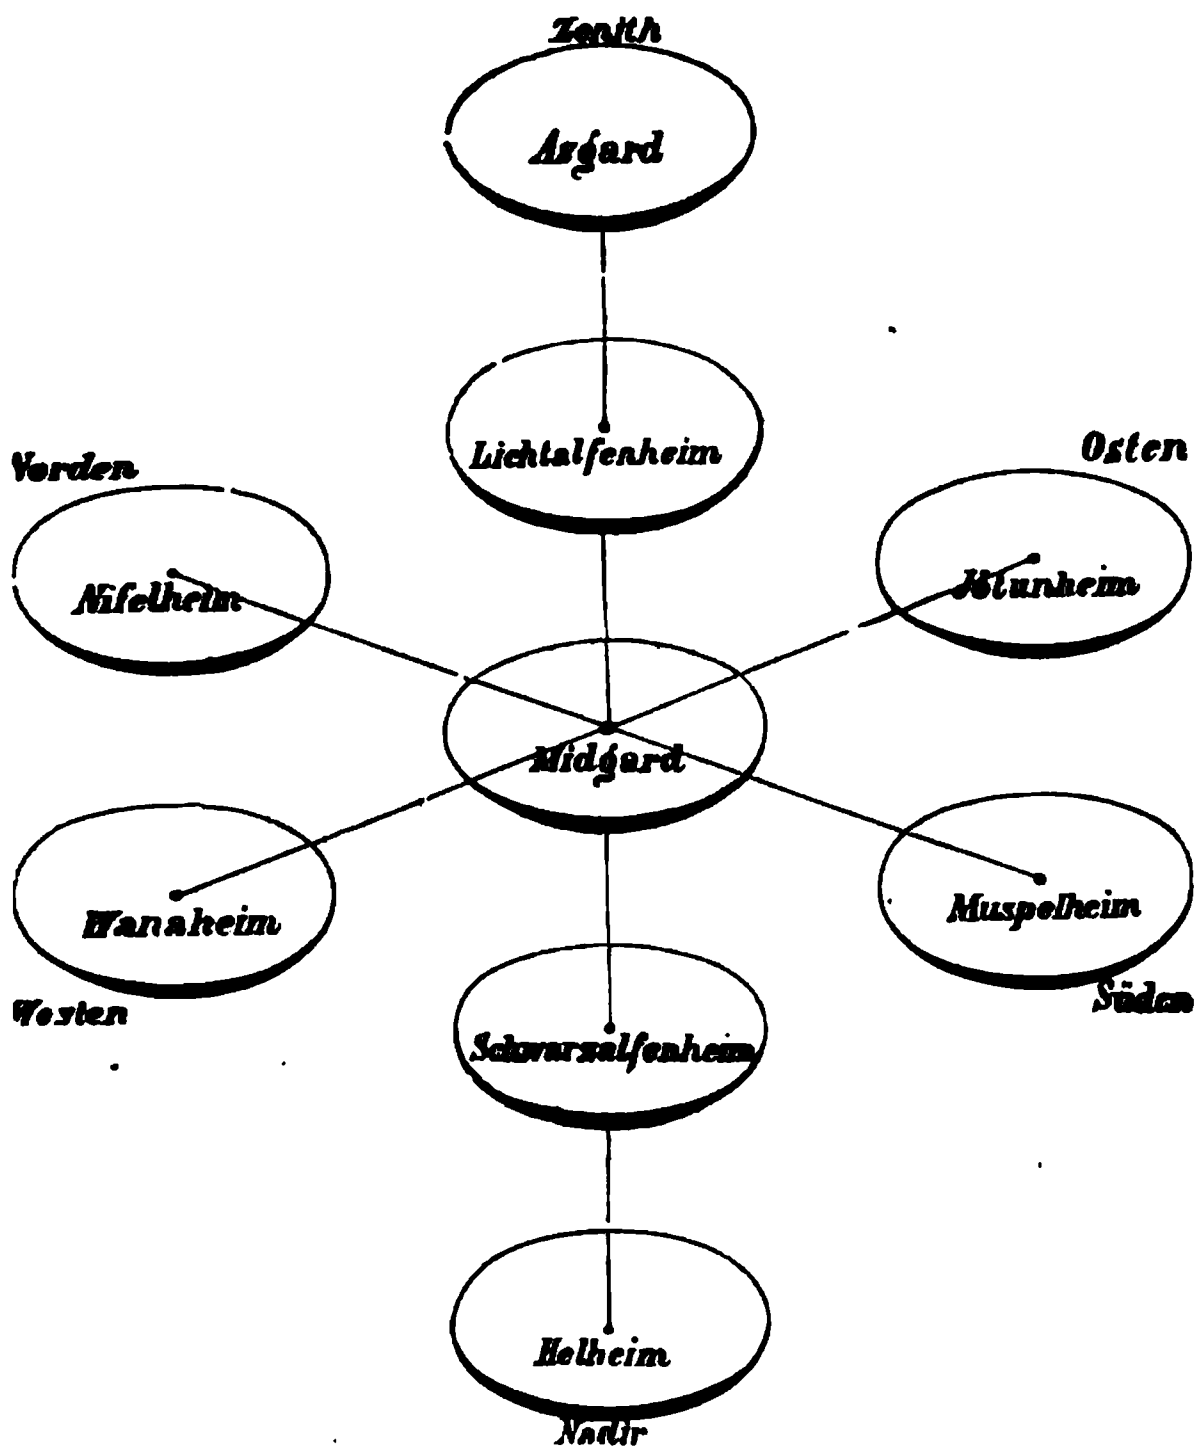 Zenith
Asgard
Lichtalfenheim
Norden
Osten
Nifelheim
Jötunheim
Midgard
Wanaheim
Muspelheim
Westen
Süden
Schwarzalfenheim
Helheim
Nadir